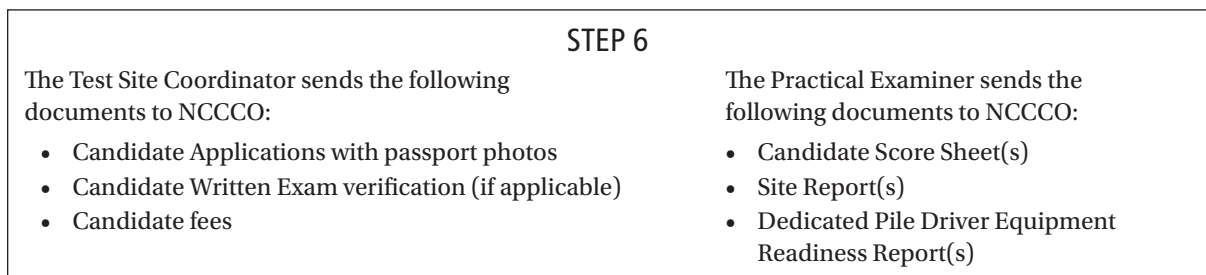 STEP 6
The Test Site Coordinator sends the following
documents to NCCCO:
• Candidate Applications with passport photos
• Candidate Written Exam verification (if applicable)
• Candidate fees
The Practical Examiner sends the
following documents to NCCCO:
• Candidate Score Sheet(s)
• Site Report(s)
• Dedicated Pile Driver Equipment
Readiness Report(s)